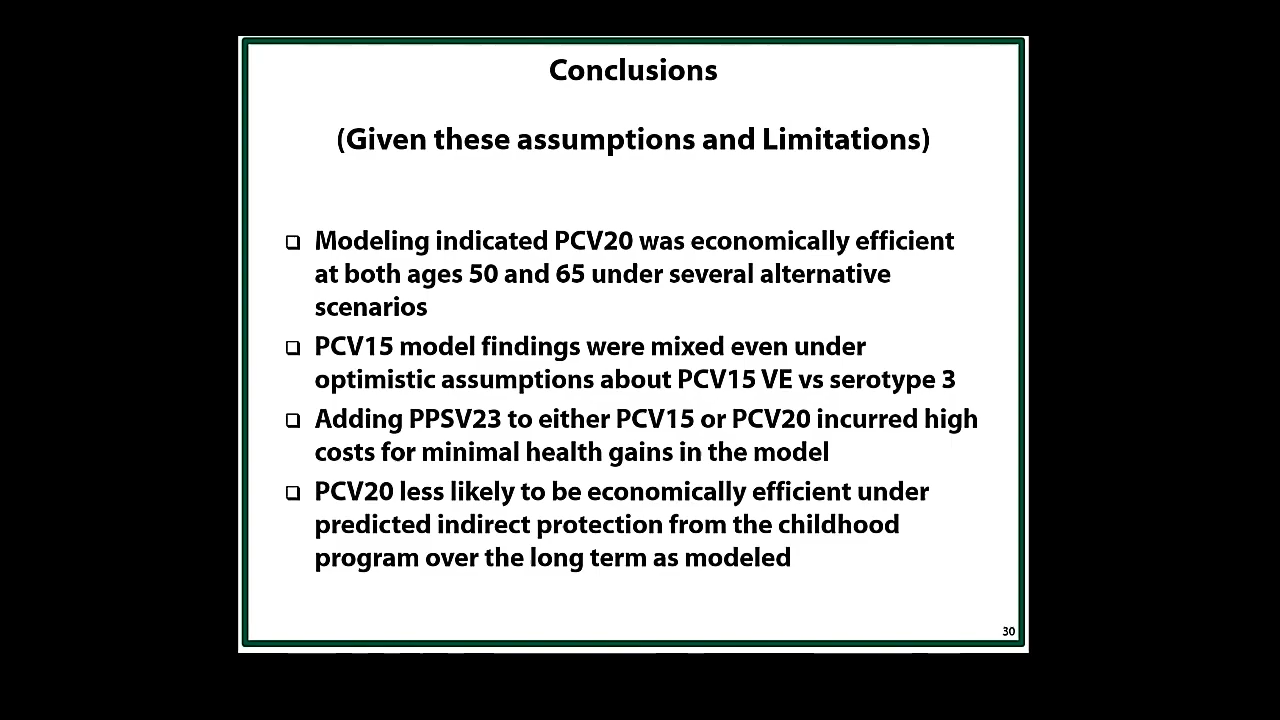 Conclusions
(Given these assumptions and Limitations)
❑ Modeling indicated PCV20 was economically efficient
at both ages 50 and 65 under several alternative
scenarios
❑ PCV15 model findings were mixed even under
optimistic assumptions about PCV15 VE vs serotype 3
❑ Adding PPSV23 to either PCV15 or PCV20 incurred high
costs for minimal health gains in the model
❑ PCV20 less likely to be economically efficient under
predicted indirect protection from the childhood
program over the long term as modeled
30